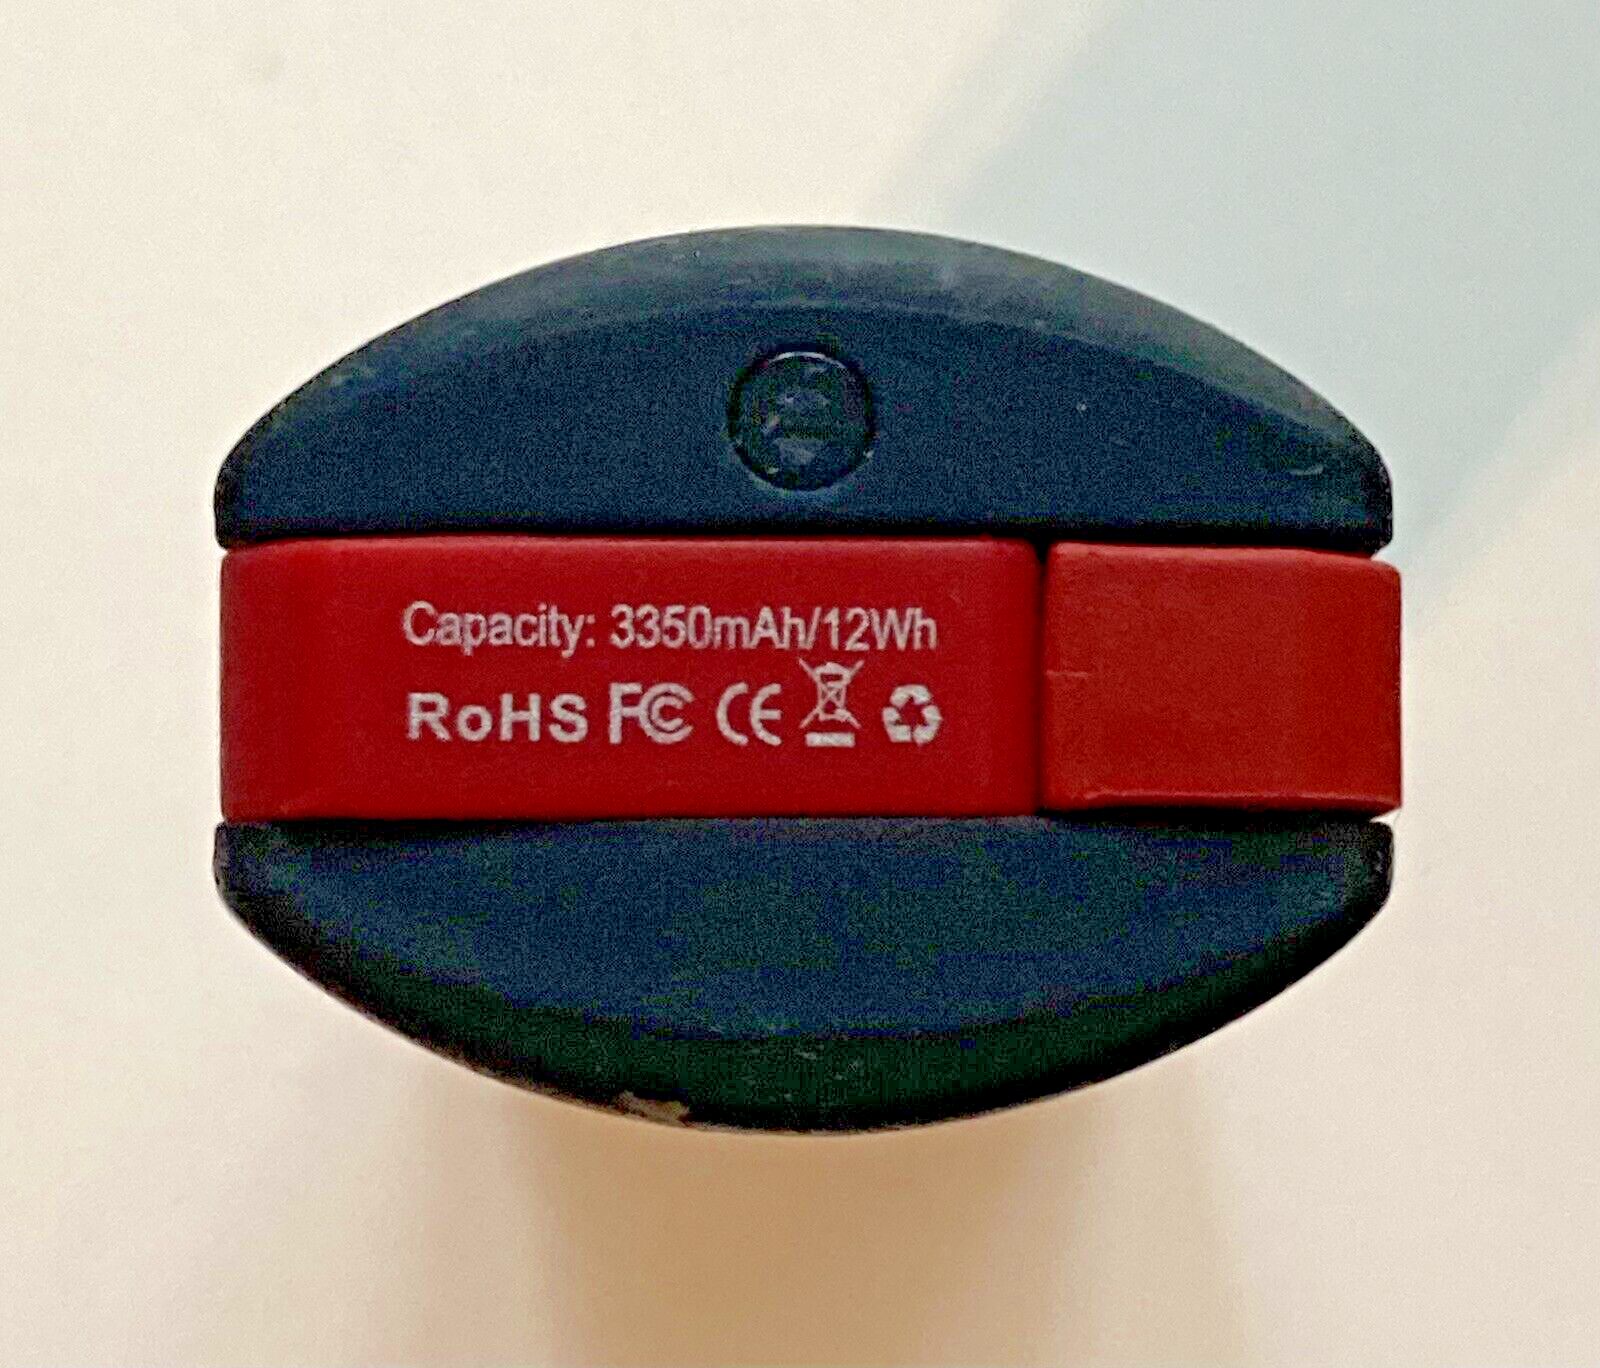 Capacity: 3350mAh/12Wh
RoHS FC CE